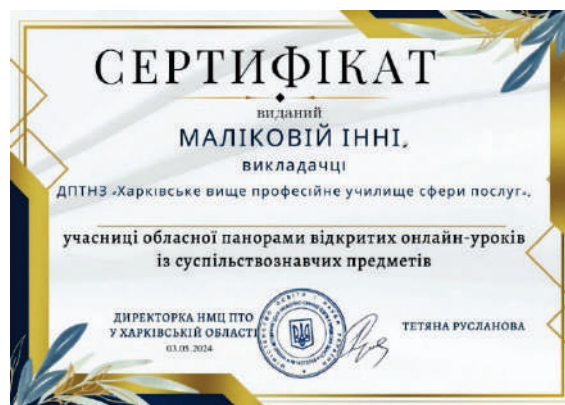 СЕРТИФІКАТ
виданий
МАЛІКОВІЙ ІННІ,
викладачці
ДПТНЗ «Харківське вище професійне училище сфери послуг»,
учасниці обласної панорами відкритих онлайн-уроків
із суспільствознавчих предметів
ДИРЕКТОРКА НМЦ ПТО
У ХАРКІВСЬКІЙ ОБЛАСТІ
03.05.2024
ТЕТЯНА РУСЛАНОВА